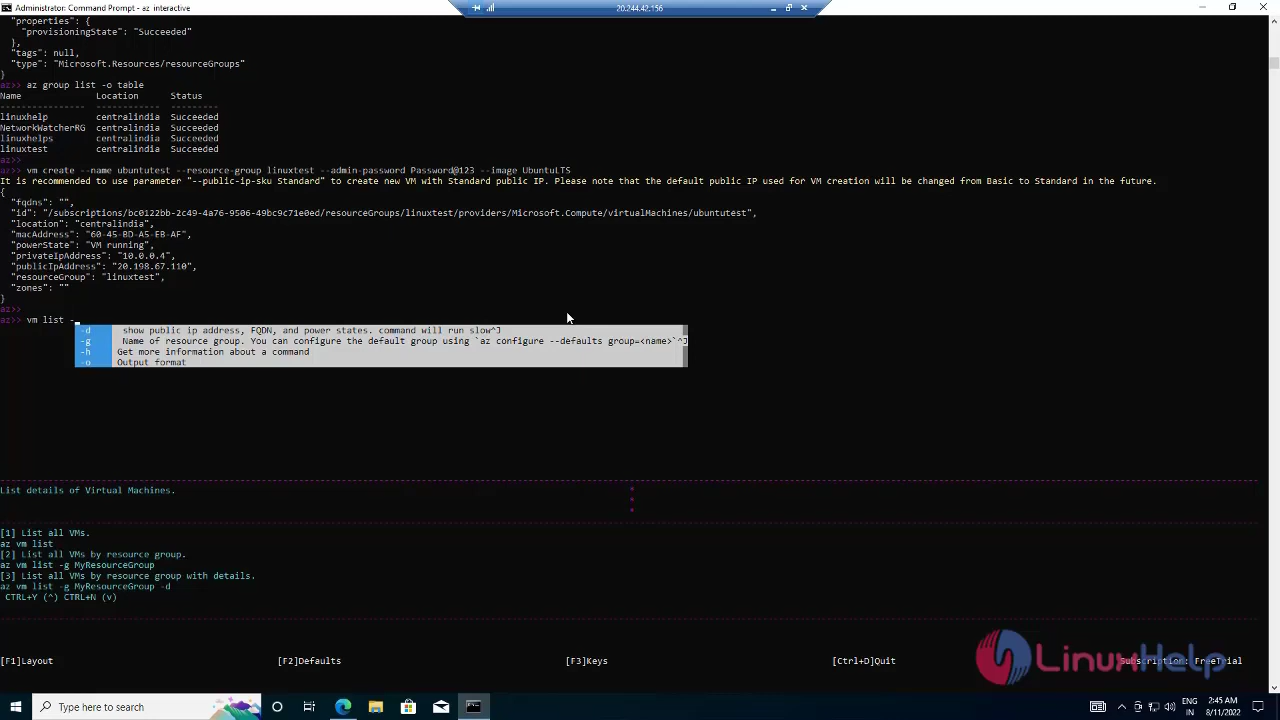 Administrator: Command Prompt - az interactive
20.244.42.156
"properties": {
"provisioningState": "Succeeded"
},
"tags": null,
"type": "Microsoft.Resources/resourceGroups"
}
az>> az group list -o table
Name Location Status
---------------- ------------ ---------
linuxhelp centralindia Succeeded
NetworkWatcherRG centralindia Succeeded
linuxhelps centralindia Succeeded
linuxtest centralindia Succeeded
az>>
az>> vm create --name ubuntutest --resource-group linuxtest --admin-password Password@123 --image UbuntuLTS
It is recommended to use parameter "--public-ip-sku Standard" to create new VM with Standard public IP. Please note that the default public IP used for VM creation will be changed from Basic to Standard in the future.
{
"fqdns": "",
"id": "/subscriptions/bc0122bb-2c49-4a76-9506-49bc9c71e0ed/resourceGroups/linuxtest/providers/Microsoft.Compute/virtualMachines/ubuntutest",
"location": "centralindia",
"macAddress": "60-45-BD-A5-EB-AF",
"powerState": "VM running",
"privateIpAddress": "10.0.0.4",
"publicIpAddress": "20.198.67.110",
"resourceGroup": "linuxtest",
"zones": ""
}
az>>
az>> vm list -
-d show public ip address, FQDN, and power states. command will run slow^J
-g Name of resource group. You can configure the default group using `az configure --defaults group=<name>`^J
-h Get more information about a command
-o Output format
List details of Virtual Machines.
[1] List all VMs.
az vm list
[2] List all VMs by resource group.
az vm list -g MyResourceGroup
[3] List all VMs by resource group with details.
az vm list -g MyResourceGroup -d
CTRL+Y (^) CTRL+N (v)
[F1]Layout [F2]Defaults [F3]Keys [Ctrl+D]Quit Subscription: FreeTrial
LinuxHelp
Type here to search
ENG
IN
2:45 AM
8/11/2022